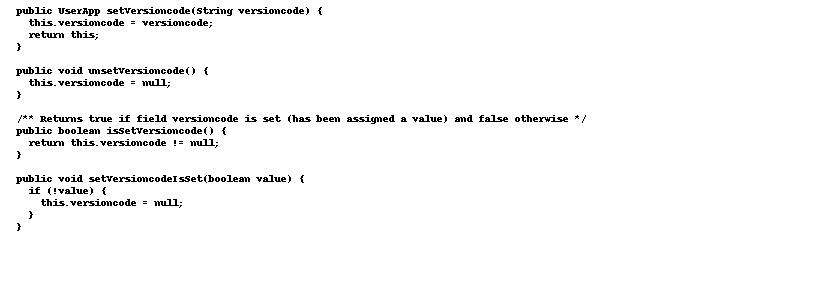 public UserApp setVersioncode(String versioncode) {
this.versioncode = versioncode;
return this;
}
public void unsetVersioncode() {
this.versioncode = null;
}
/** Returns true if field versioncode is set (has been assigned a value) and false otherwise */
public boolean isSetVersioncode() {
return this.versioncode != null;
}
public void setVersioncodeIsSet(boolean value) {
if (!value) {
this.versioncode = null;
}
}